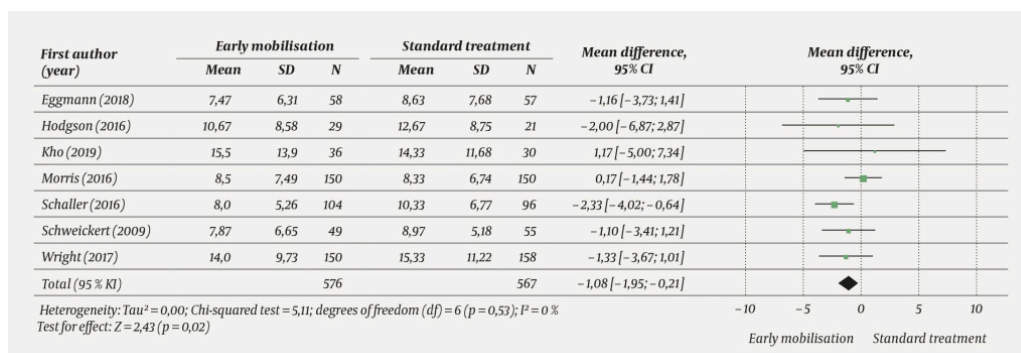 First author (year) Early mobilisation Standard treatment Mean difference, 95% CI Mean difference, 95% CI
Mean SD N Mean SD N
Eggmann (2018) 7,47 6,31 58 8,63 7,68 57 –1,16 [–3,73; 1,41]
Hodgson (2016) 10,67 8,58 29 12,67 8,75 21 –2,00 [–6,87; 2,87]
Kho (2019) 15,5 13,9 36 14,33 11,68 30 1,17 [–5,00; 7,34]
Morris (2016) 8,5 7,49 150 8,33 6,74 150 0,17 [–1,44; 1,78]
Schaller (2016) 8,0 5,26 104 10,33 6,77 96 –2,33 [–4,02; –0,64]
Schweickert (2009) 7,87 6,65 49 8,97 5,18 55 –1,10 [–3,41; 1,21]
Wright (2017) 14,0 9,73 150 15,33 11,22 158 –1,33 [–3,67; 1,01]
Total (95 % KI) 576 567 –1,08 [–1,95; –0,21]
Heterogeneity: Tau² = 0,00; Chi-squared test = 5,11; degrees of freedom (df) = 6 (p = 0,53); I² = 0 %
Test for effect: Z = 2,43 (p = 0,02)
–10 –5 0 5 10
Early mobilisation Standard treatment